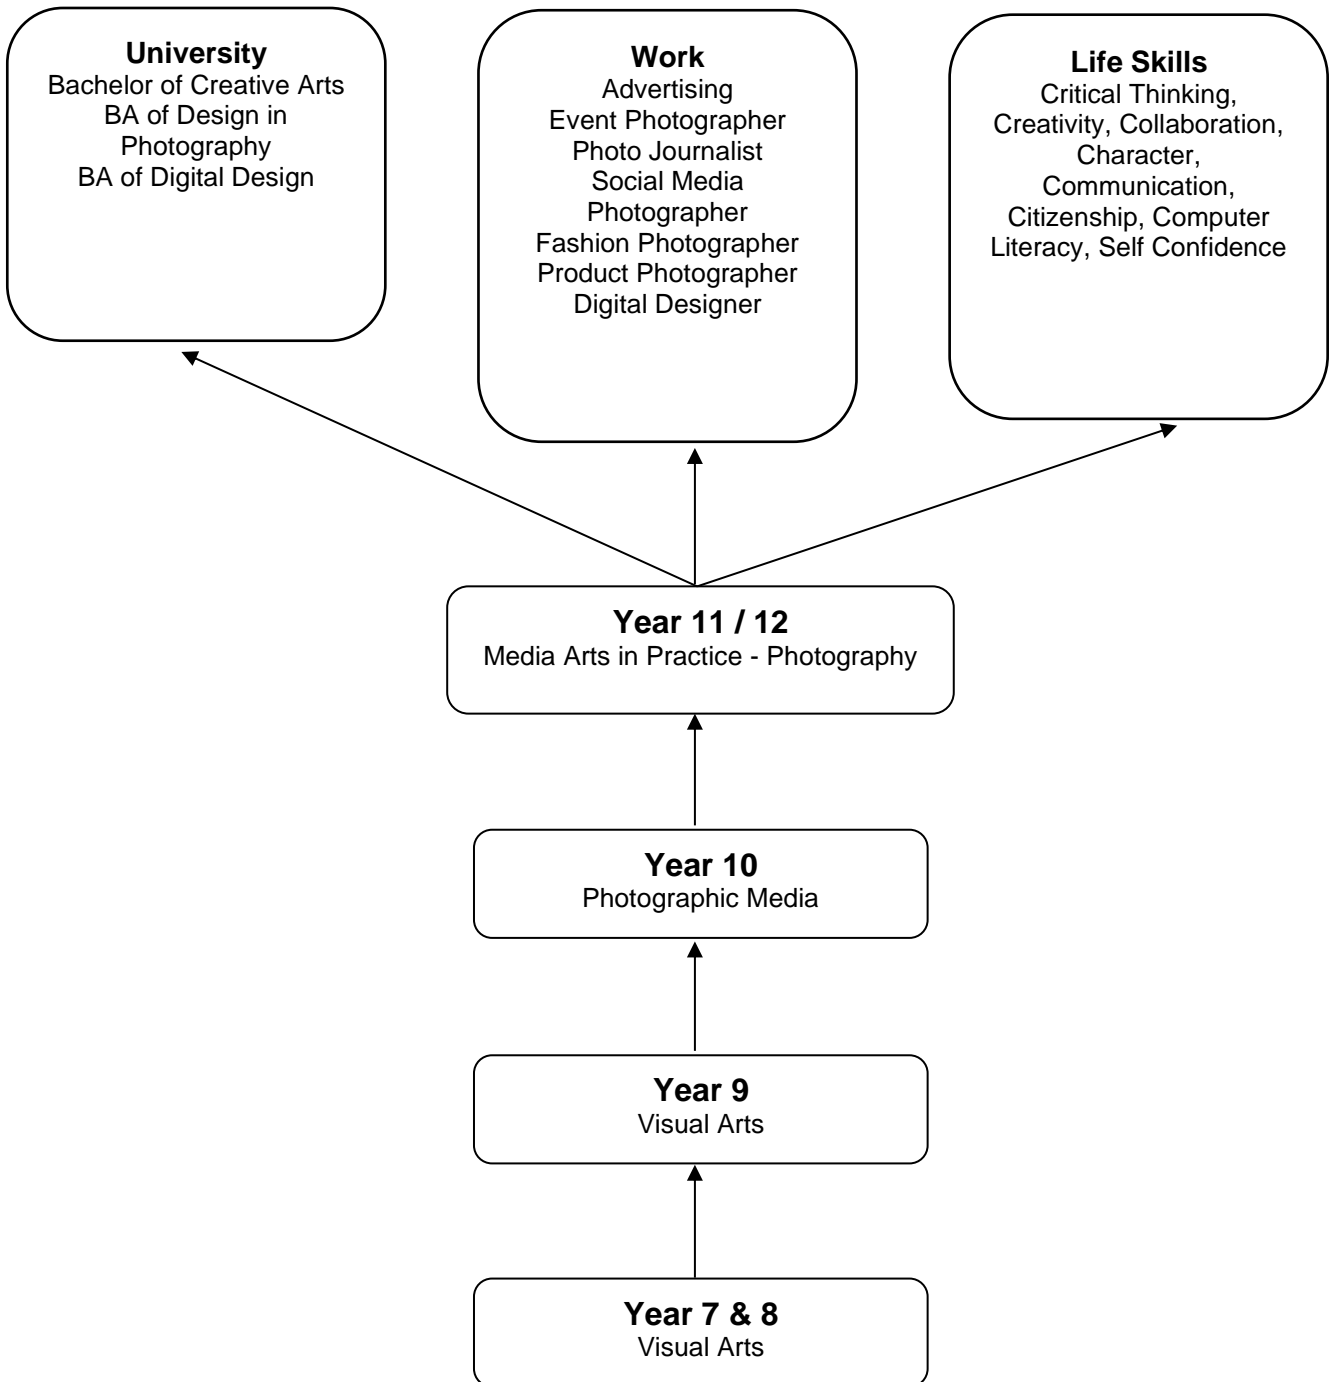 University
Bachelor of Creative Arts
BA of Design in
Photography
BA of Digital Design
Work
Advertising
Event Photographer
Photo Journalist
Social Media
Photographer
Fashion Photographer
Product Photographer
Digital Designer
Life Skills
Critical Thinking,
Creativity, Collaboration,
Character,
Communication,
Citizenship, Computer
Literacy, Self Confidence
Year 11 / 12
Media Arts in Practice - Photography
Year 10
Photographic Media
Year 9
Visual Arts
Year 7 & 8
Visual Arts